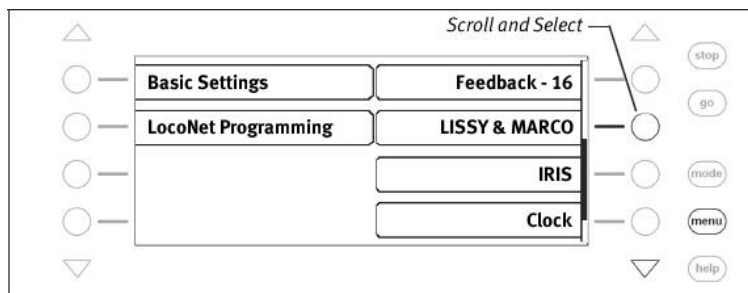 Scroll and Select
stop
Basic Settings
Feedback - 16
go
LocoNet Programming
LISSY & MARCO
IRIS
mode
Clock
menu
help